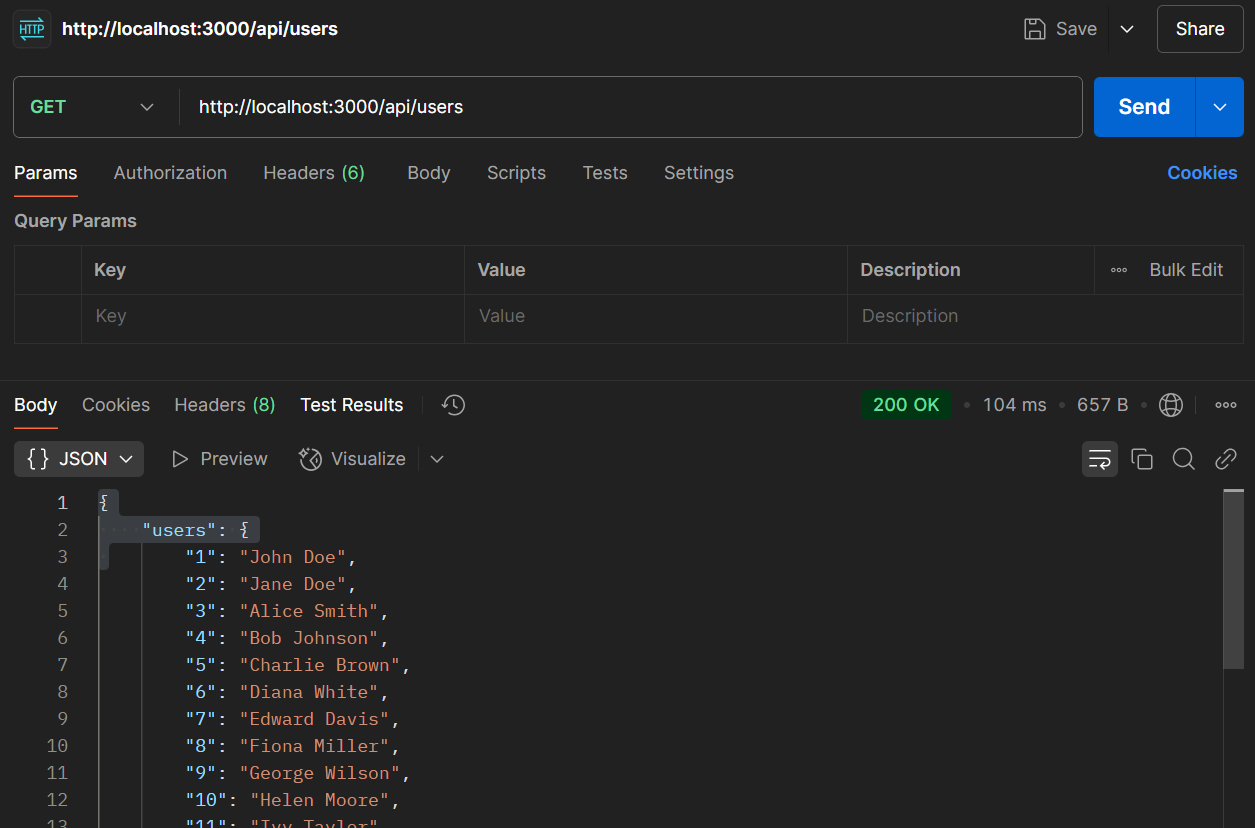 HTTP http://localhost:3000/api/users Save Share
GET http://localhost:3000/api/users Send
Params Authorization Headers (6) Body Scripts Tests Settings Cookies
Query Params
Key Value Description Bulk Edit
Key Value Description
Body Cookies Headers (8) Test Results 200 OK 104 ms 657 B
{} JSON Preview Visualize
1 {
2 "users": {
3 "1": "John Doe",
4 "2": "Jane Doe",
5 "3": "Alice Smith",
6 "4": "Bob Johnson",
7 "5": "Charlie Brown",
8 "6": "Diana White",
9 "7": "Edward Davis",
10 "8": "Fiona Miller",
11 "9": "George Wilson",
12 "10": "Helen Moore",
13 "11": "Ivy Taylor"